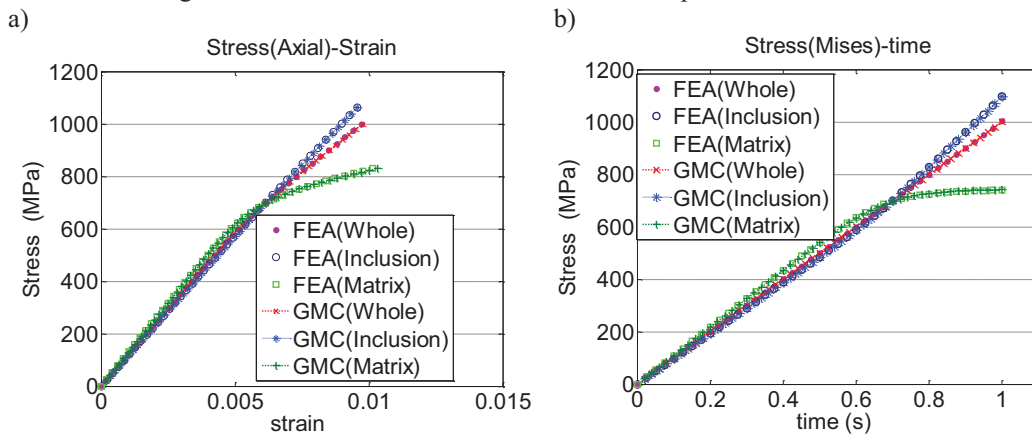 a)
Stress(Axial)-Strain
1200
1000
800
600
400
200
0
Stress (MPa)
0
0.005
0.01
0.015
strain
FEA(Whole)
FEA(Inclusion)
FEA(Matrix)
GMC(Whole)
GMC(Inclusion)
GMC(Matrix)
b)
Stress(Mises)-time
1200
1000
800
600
400
200
0
Stress (MPa)
0
0.2
0.4
0.6
0.8
1
time (s)
FEA(Whole)
FEA(Inclusion)
FEA(Matrix)
GMC(Whole)
GMC(Inclusion)
GMC(Matrix)